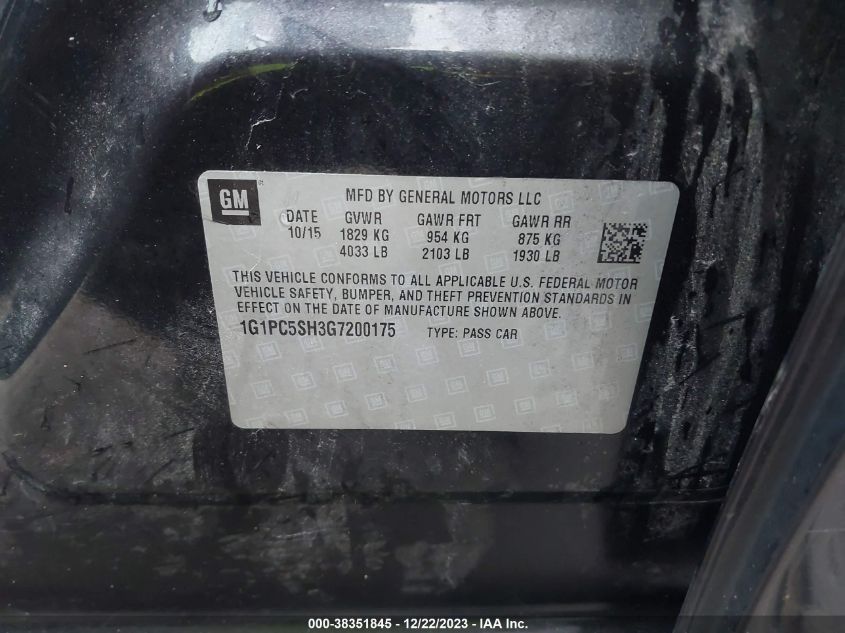 GM
MFD BY GENERAL MOTORS LLC
DATE GVWR GAWR FRT GAWR RR
10/15 1829 KG 954 KG 875 KG
4033 LB 2103 LB 1930 LB
THIS VEHICLE CONFORMS TO ALL APPLICABLE U.S. FEDERAL MOTOR
VEHICLE SAFETY, BUMPER, AND THEFT PREVENTION STANDARDS IN
EFFECT ON THE DATE OF MANUFACTURE SHOWN ABOVE.
1G1PC5SH3G7200175 TYPE: PASS CAR
000-38351845 - 12/22/2023 - IAA Inc.